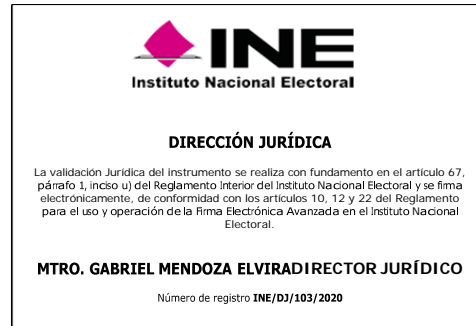 INE
Instituto Nacional Electoral
DIRECCIÓN JURÍDICA
La validación Jurídica del instrumento se realiza con fundamento en el artículo 67,
párrafo 1, inciso u) del Reglamento Interior del Instituto Nacional Electoral y se firma
electrónicamente, de conformidad con los artículos 10, 12 y 22 del Reglamento
para el uso y operación de la Firma Electrónica Avanzada en el Instituto Nacional
Electoral.
MTRO. GABRIEL MENDOZA ELVIRADIRECTOR JURÍDICO
Número de registro INE/DJ/103/2020